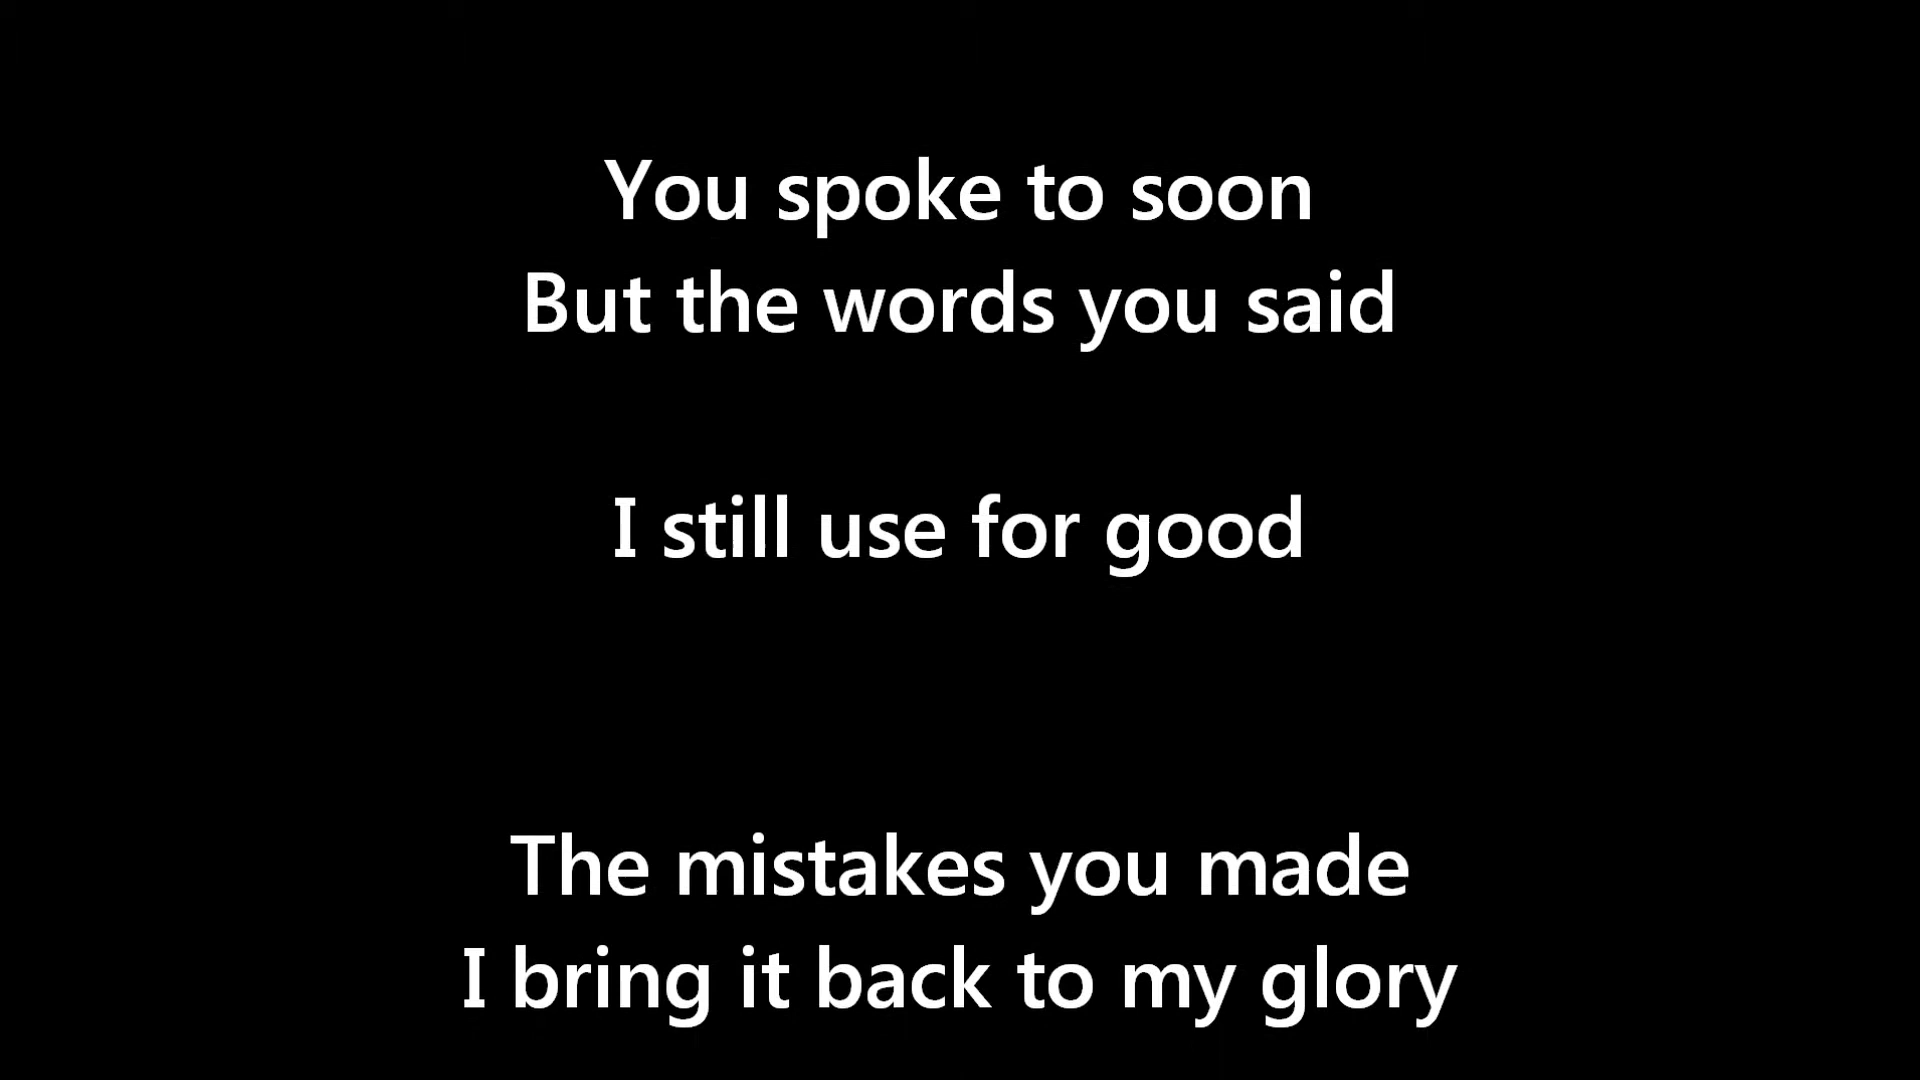 You spoke to soon
But the words you said
I still use for good
The mistakes you made
I bring it back to my glory